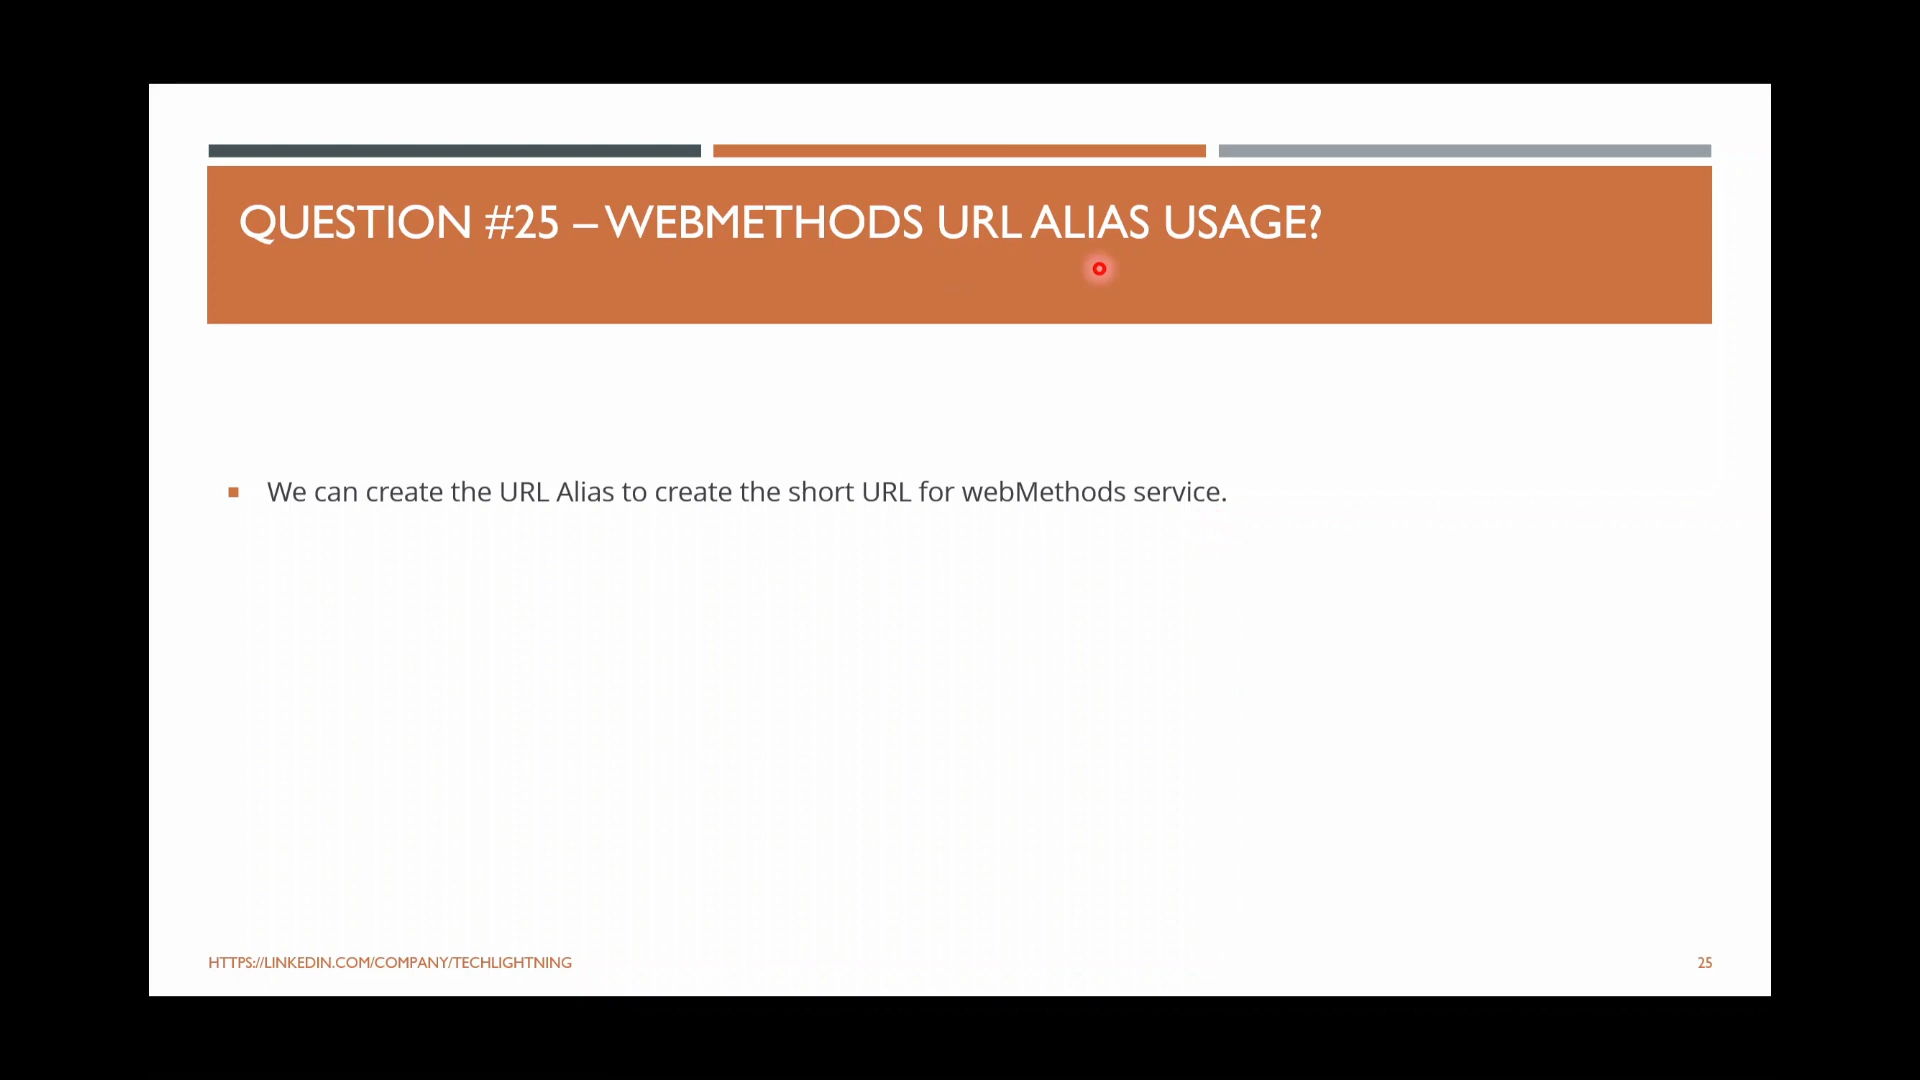 QUESTION #25 – WEBMETHODS URL ALIAS USAGE?
We can create the URL Alias to create the short URL for webMethods service.
HTTPS://LINKEDIN.COM/COMPANY/TECHLIGHTNING
25